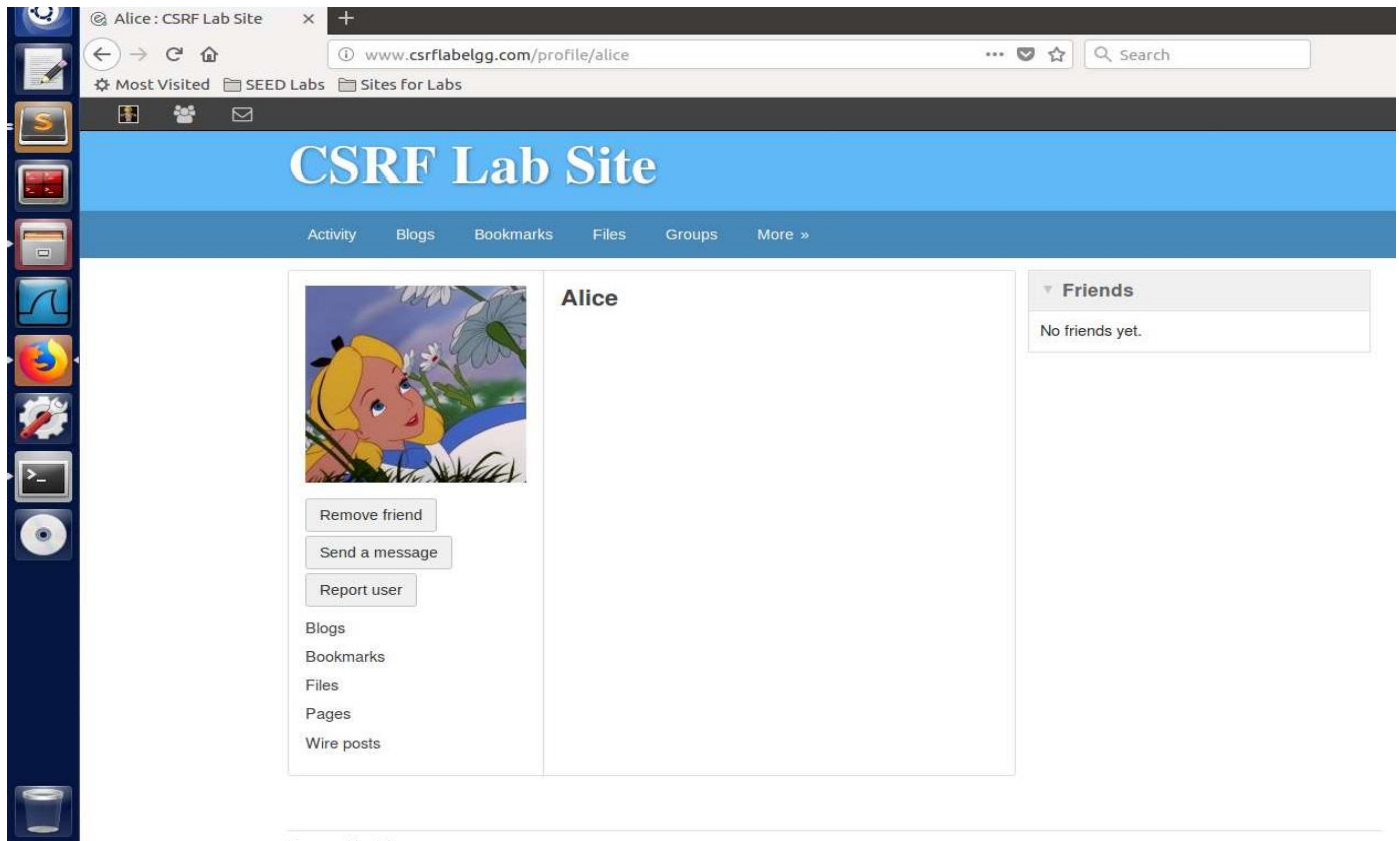 Alice : CSRF Lab Site
www.csrflabelgg.com/profile/alice
Search
Most Visited SEED Labs Sites for Labs
CSRF Lab Site
Activity Blogs Bookmarks Files Groups More »
Alice
Friends
No friends yet.
Remove friend
Send a message
Report user
Blogs
Bookmarks
Files
Pages
Wire posts